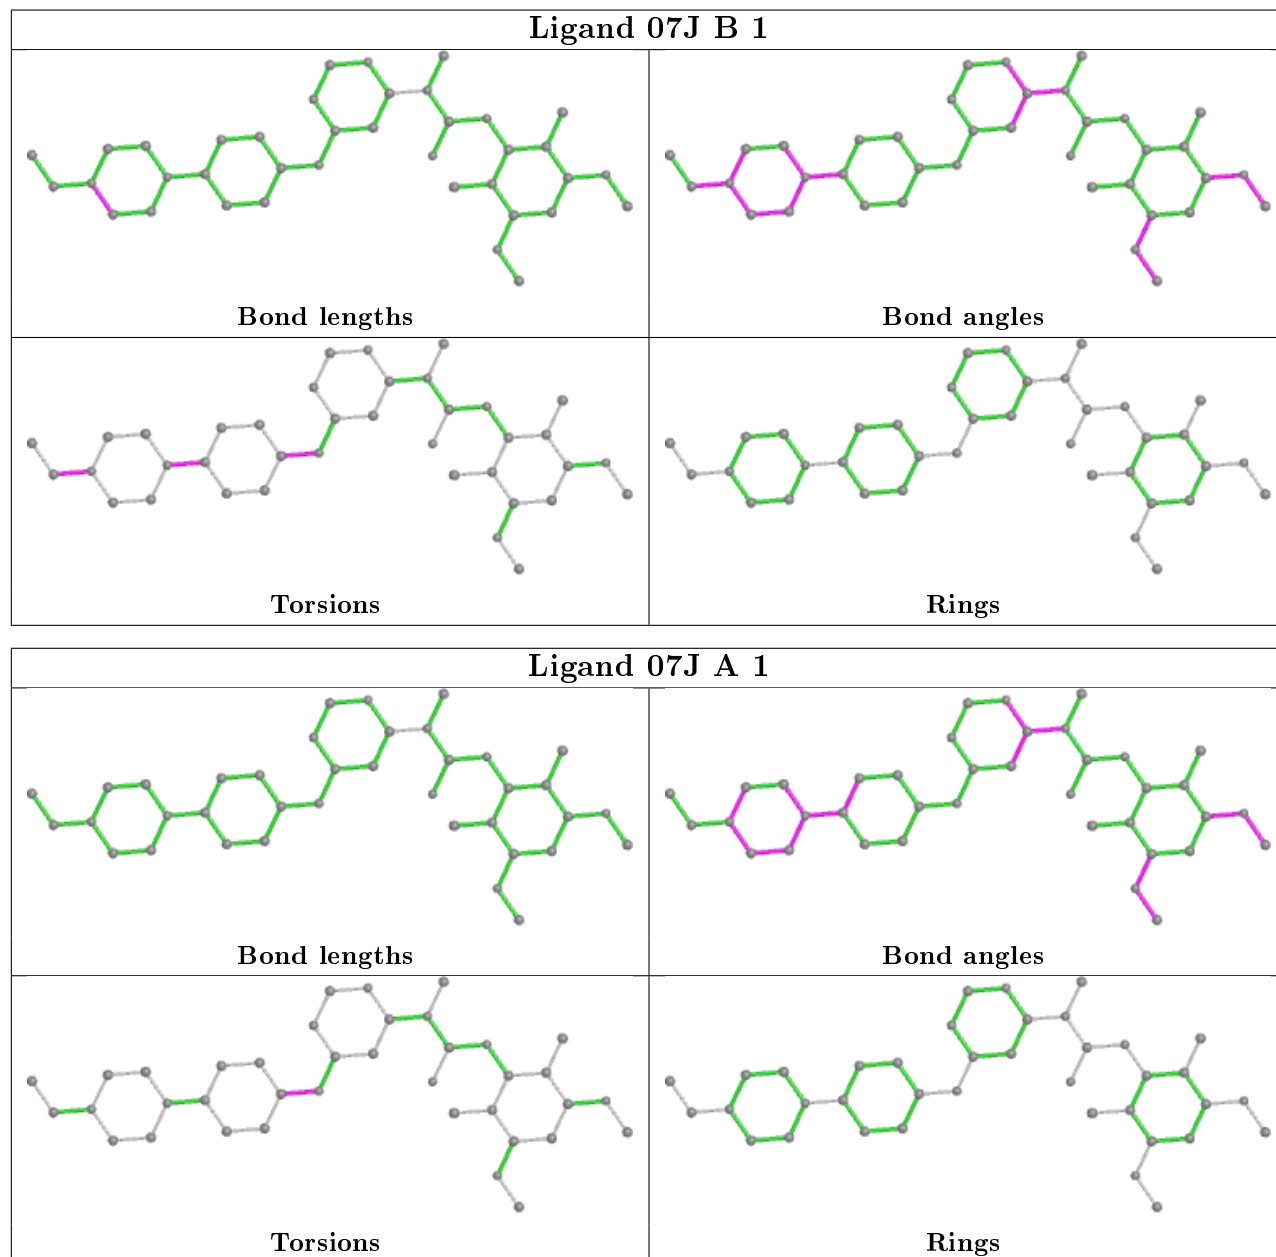 Ligand 07J B 1
Bond lengths
Bond angles
Torsions
Rings
Ligand 07J A 1
Bond lengths
Bond angles
Torsions
Rings